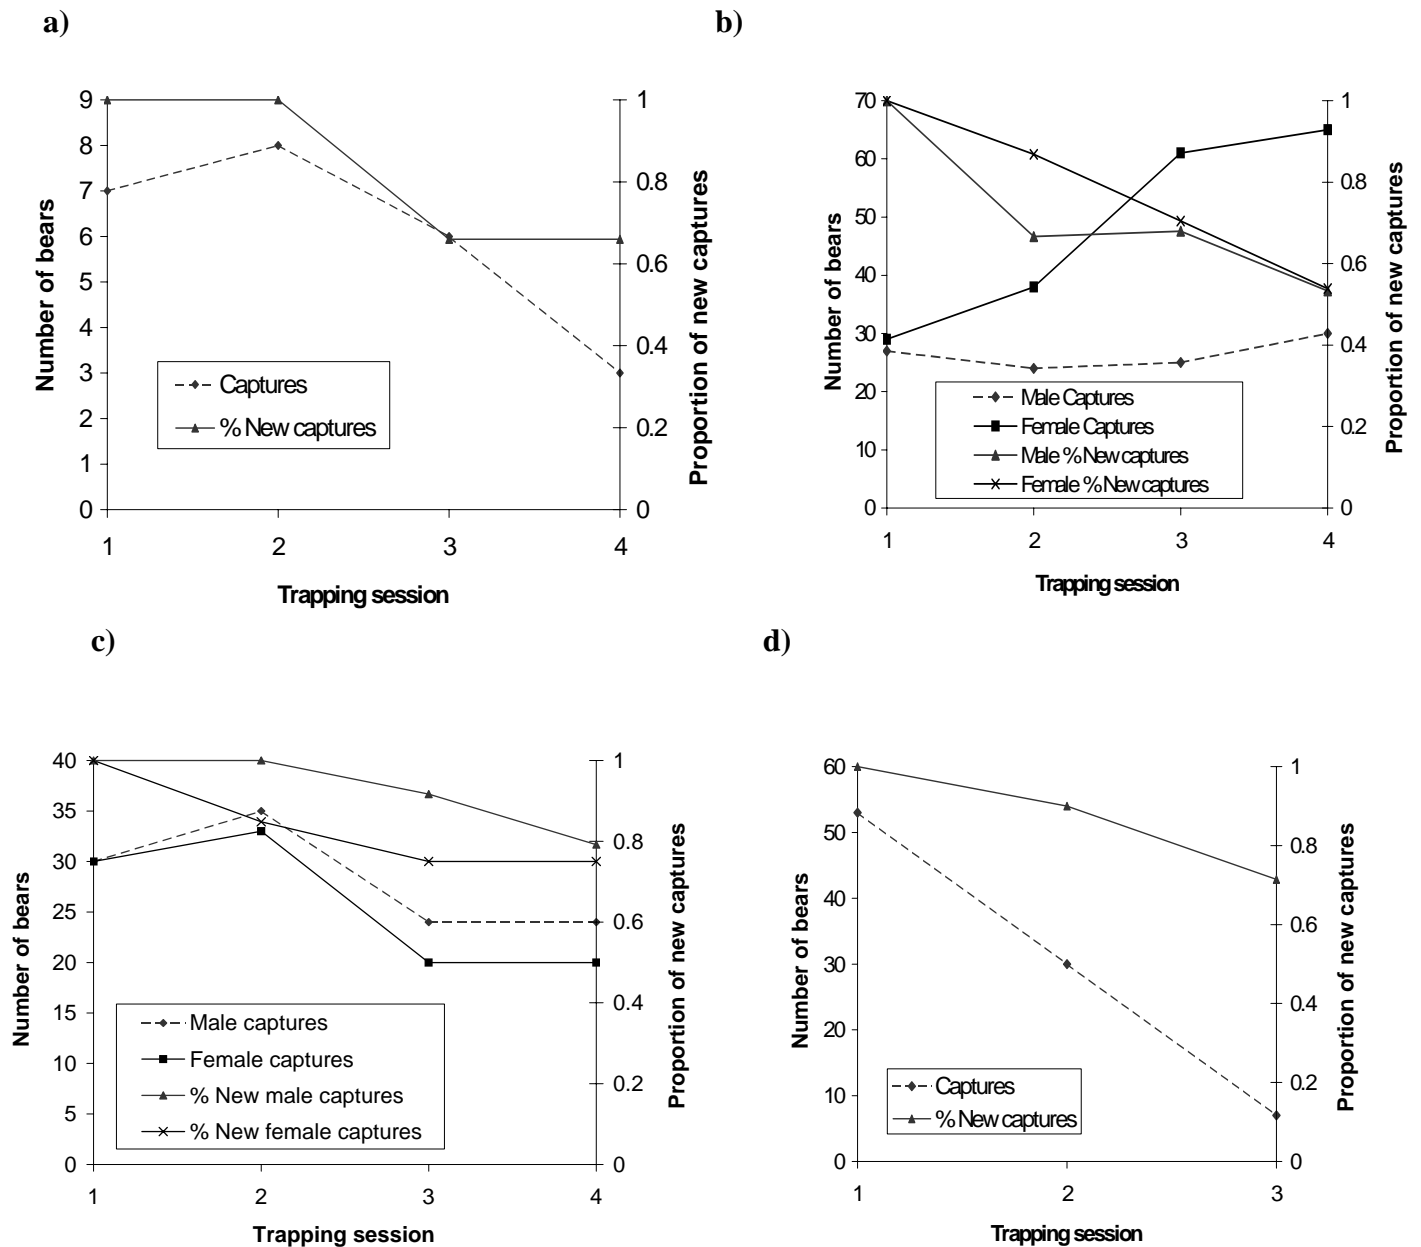 a)
9
8
7
6
5
4
3
2
1
0
Number of bears
1
0.8
0.6
0.4
0.2
0
Proportion of new captures
Captures
% New captures
1 2 3 4
Trapping session
b)
70
60
50
40
30
20
10
0
Number of bears
1
0.8
0.6
0.4
0.2
0
Proportion of new captures
Male Captures
Female Captures
Male % New captures
Female % New captures
1 2 3 4
Trapping session
c)
40
35
30
25
20
15
10
5
0
Number of bears
1
0.8
0.6
0.4
0.2
0
Proportion of new captures
Male captures
Female captures
% New male captures
% New female captures
1 2 3 4
Trapping session
d)
60
50
40
30
20
10
0
Number of bears
1
0.8
0.6
0.4
0.2
0
Proportion of new captures
Captures
% New captures
1 2 3
Trapping session